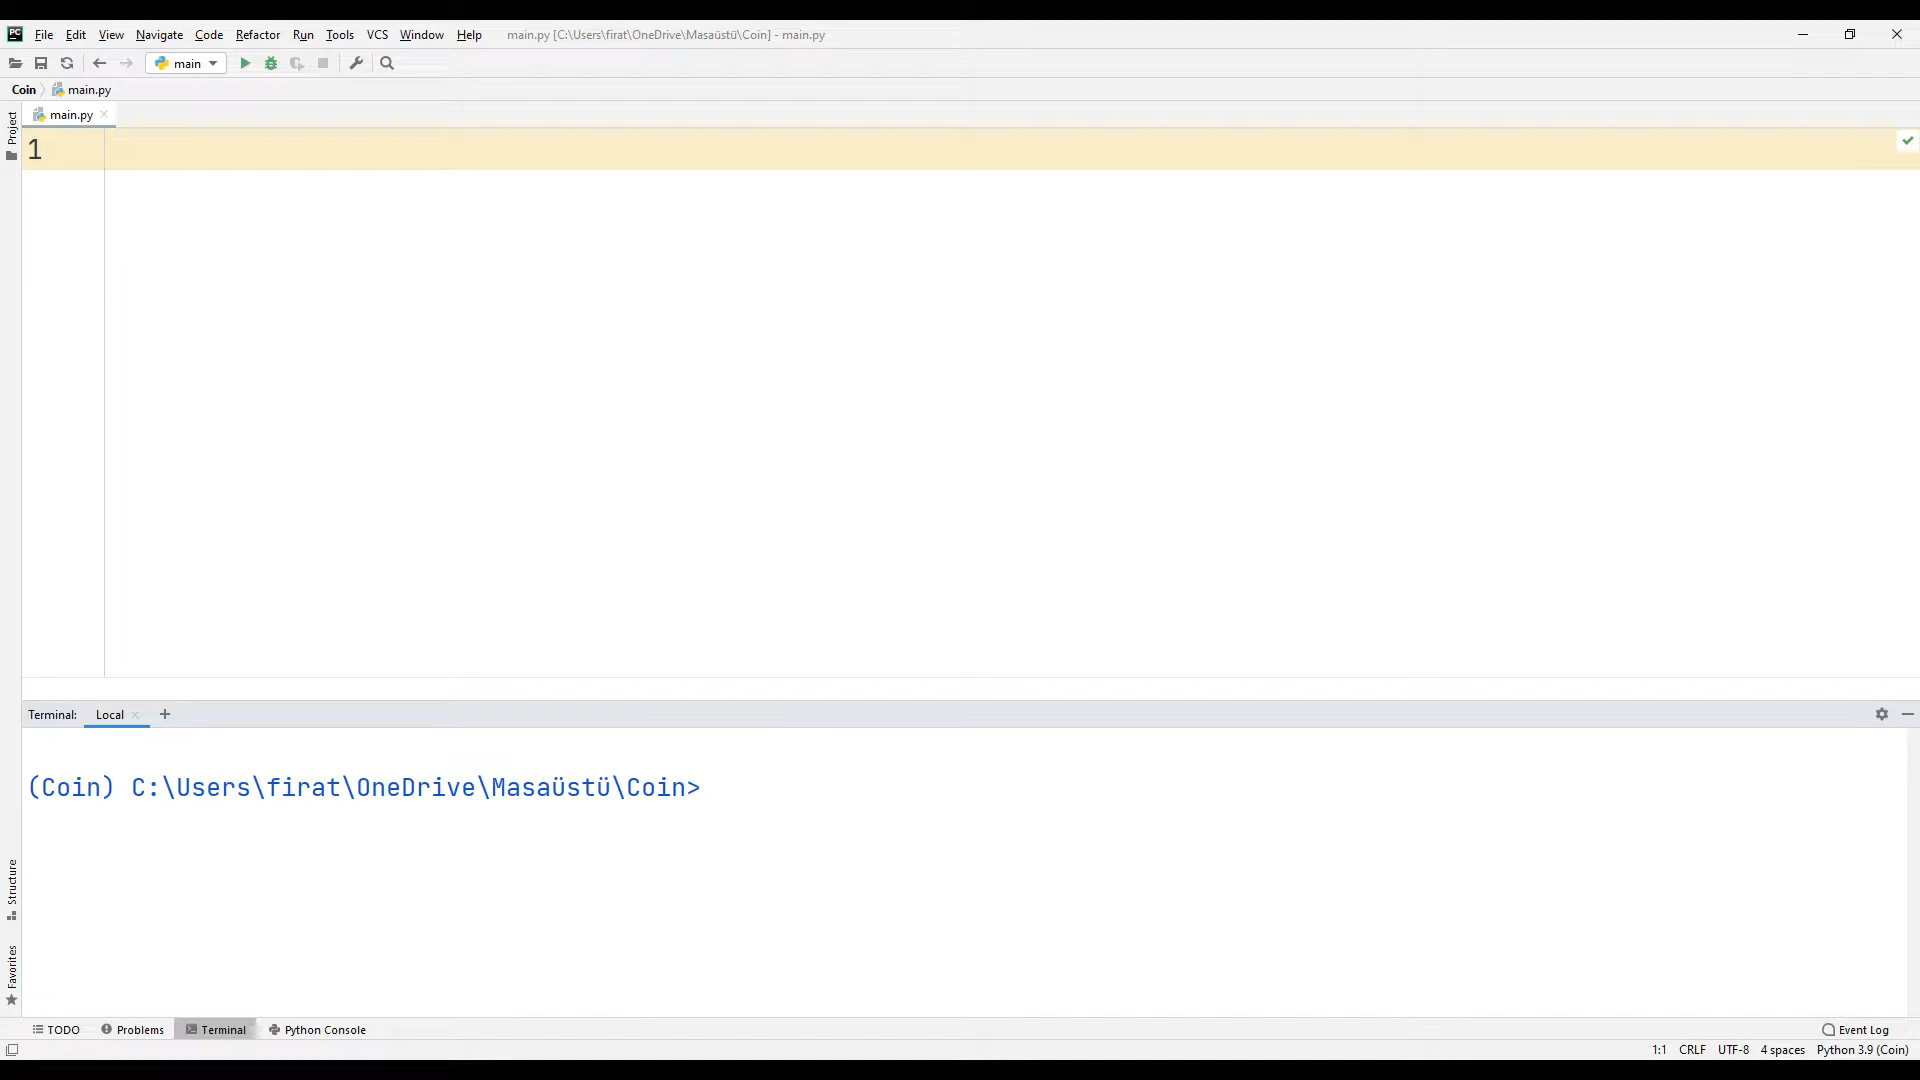 PC File Edit View Navigate Code Refactor Run Tools VCS Window Help main.py [C:\Users\firat\OneDrive\Masaüstü\Coin] - main.py
main
Coin main.py
main.py
Project
1
Terminal: Local
(Coin) C:\Users\firat\OneDrive\Masaüstü\Coin>
Structure
Favorites
TODO Problems Terminal Python Console Event Log
1:1 CRLF UTF-8 4 spaces Python 3.9 (Coin)